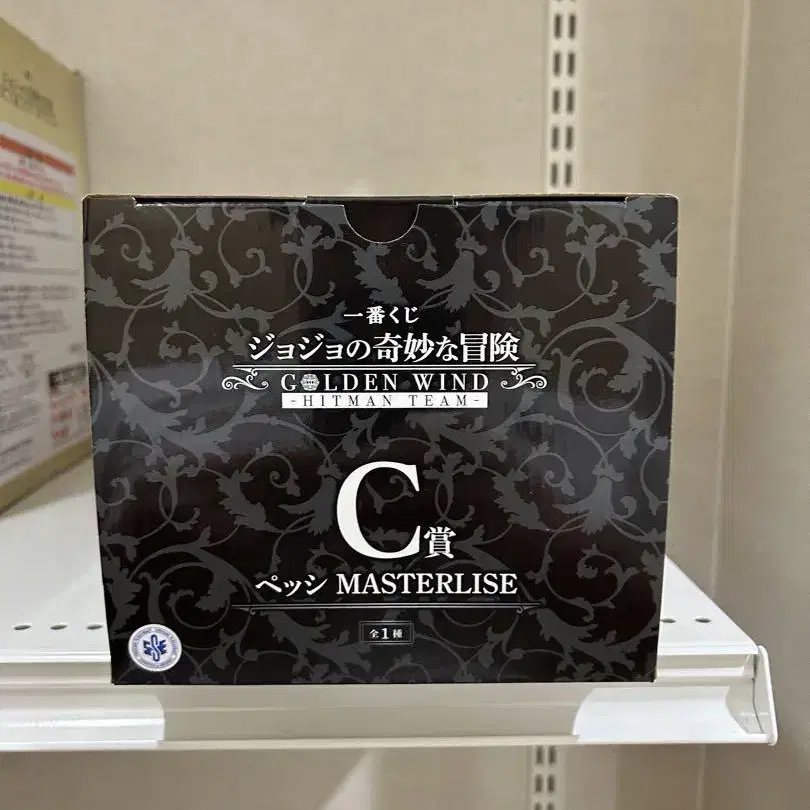 一番くじ
ジョジョの奇妙な冒険
GOLDEN WIND
-HITMAN TEAM-
C賞
ペッシ MASTERLISE
全1種